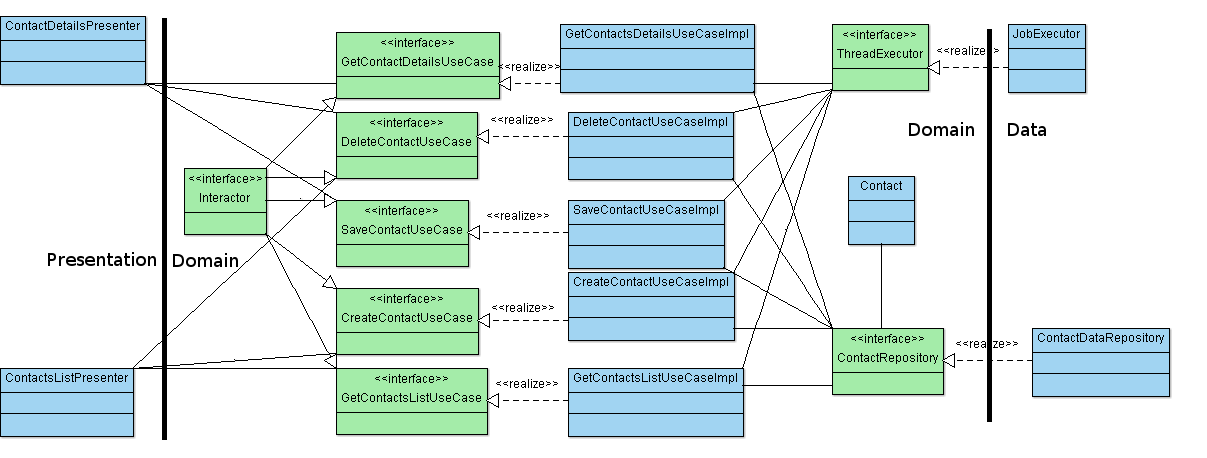 ContactDetailsPresenter
<<interface>>
GetContactDetailsUseCase
<<realize>>
GetContactsDetailsUseCaseImpl
<<interface>>
ThreadExecutor
<<realize>>
JobExecutor
<<interface>>
DeleteContactUseCase
<<realize>>
DeleteContactUseCaseImpl
Domain
Data
<<interface>>
Interactor
<<interface>>
SaveContactUseCase
<<realize>>
SaveContactUseCaseImpl
Contact
Presentation
Domain
<<interface>>
CreateContactUseCase
<<realize>>
CreateContactUseCaseImpl
<<interface>>
ContactRepository
<<realize>>
ContactDataRepository
ContactsListPresenter
<<interface>>
GetContactsListUseCase
<<realize>>
GetContactsListUseCaseImpl